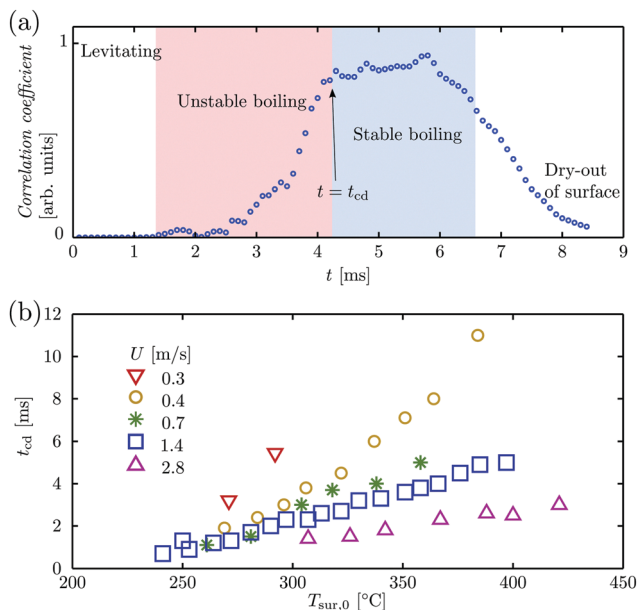 (a)
1
Levitating
Unstable boiling
Stable boiling
Dry-out
of surface
t = t_cd
Correlation coefficient
[arb. units]
0
0 1 2 3 4 5 6 7 8 9
t [ms]
(b)
12
10
8
6
4
2
0
t_cd [ms]
U [m/s]
0.3
0.4
0.7
1.4
2.8
200 250 300 350 400 450
T_sur,0 [°C]